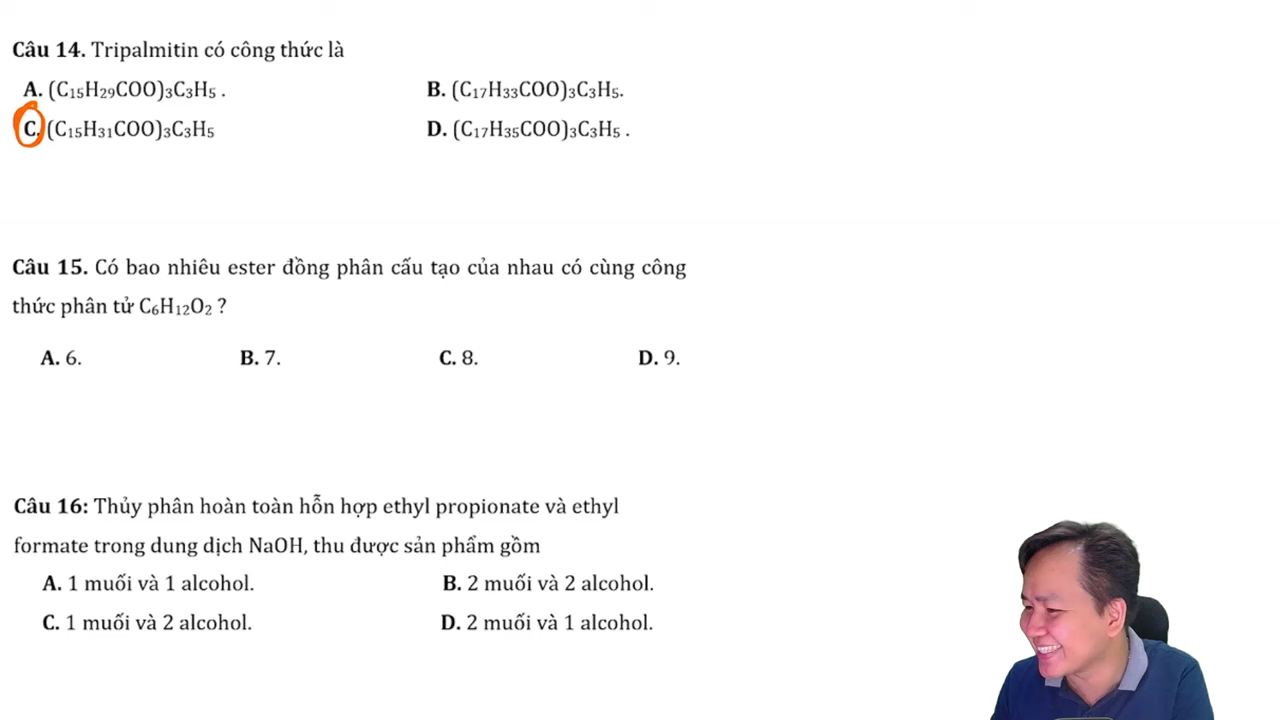 Câu 14. Tripalmitin có công thức là
A. (C₁₅H₂₉COO)₃C₃H₅ .
B. (C₁₇H₃₃COO)₃C₃H₅.
C. (C₁₅H₃₁COO)₃C₃H₅
D. (C₁₇H₃₅COO)₃C₃H₅ .
Câu 15. Có bao nhiêu ester đồng phân cấu tạo của nhau có cùng công
thức phân tử C₆H₁₂O₂ ?
A. 6.
B. 7.
C. 8.
D. 9.
Câu 16: Thủy phân hoàn toàn hỗn hợp ethyl propionate và ethyl
formate trong dung dịch NaOH, thu được sản phẩm gồm
A. 1 muối và 1 alcohol.
B. 2 muối và 2 alcohol.
C. 1 muối và 2 alcohol.
D. 2 muối và 1 alcohol.